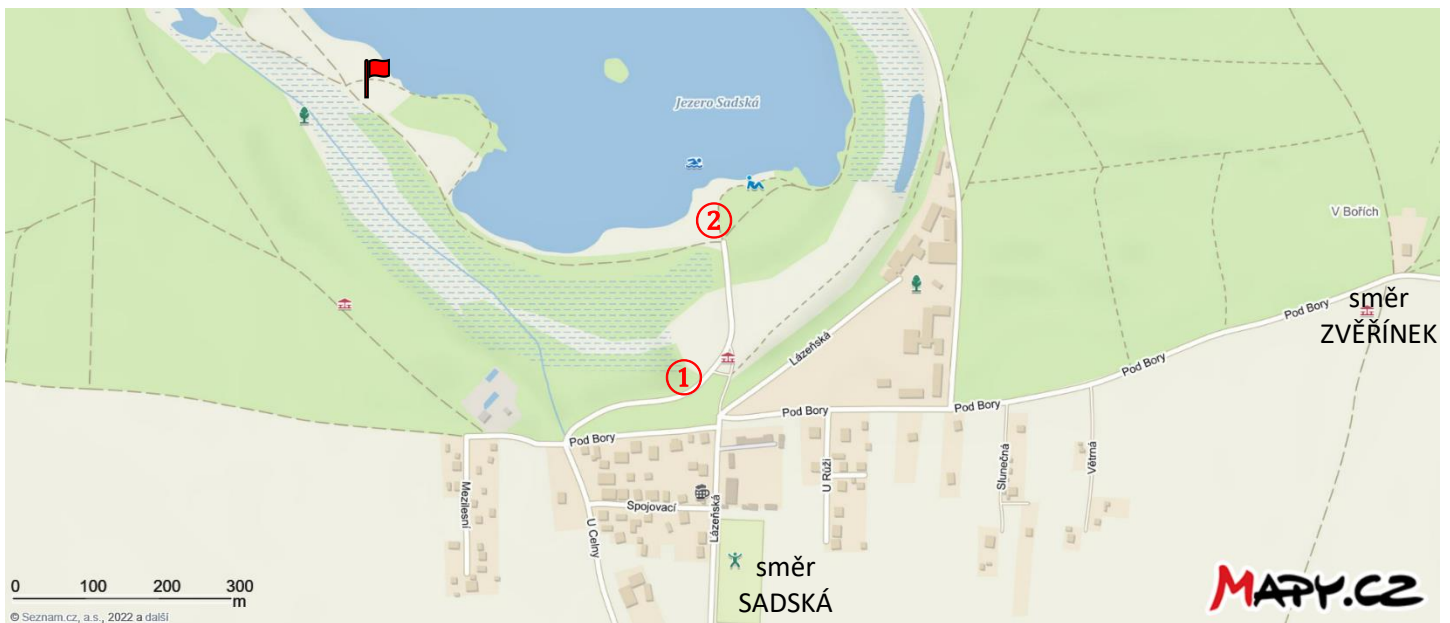 Jezero Sadská
②
V Bořích
směr
ZVĚŘÍNEK
Pod Bory
Pod Bory
Lázeňská
①
Pod Bory
Pod Bory
Pod Bory
Mezilesní
U Celny
Spojovací
Lázeňská
U Růží
Slunečná
Větrná
směr
SADSKÁ
0 100 200 300
m
© Seznam.cz, a.s., 2022 a další
MAPY.CZ